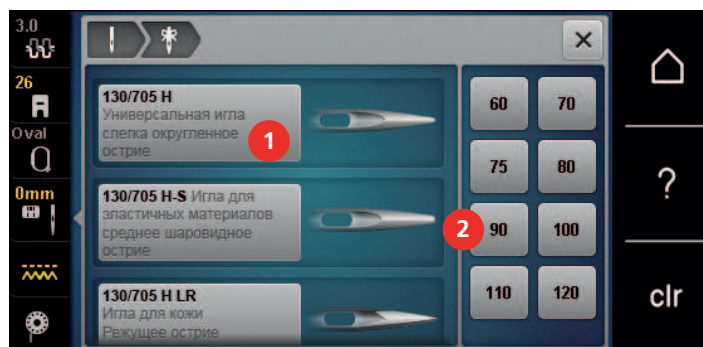 3.0
26
Oval
0mm
130/705 H
Универсальная игла
слегка округленное
острие
1
130/705 H-S Игла для
эластичных материалов
среднее шаровидное
острие
2
130/705 H LR
Игла для кожи
Режущее острие
60 70
75 80
90 100
110 120
?
clr